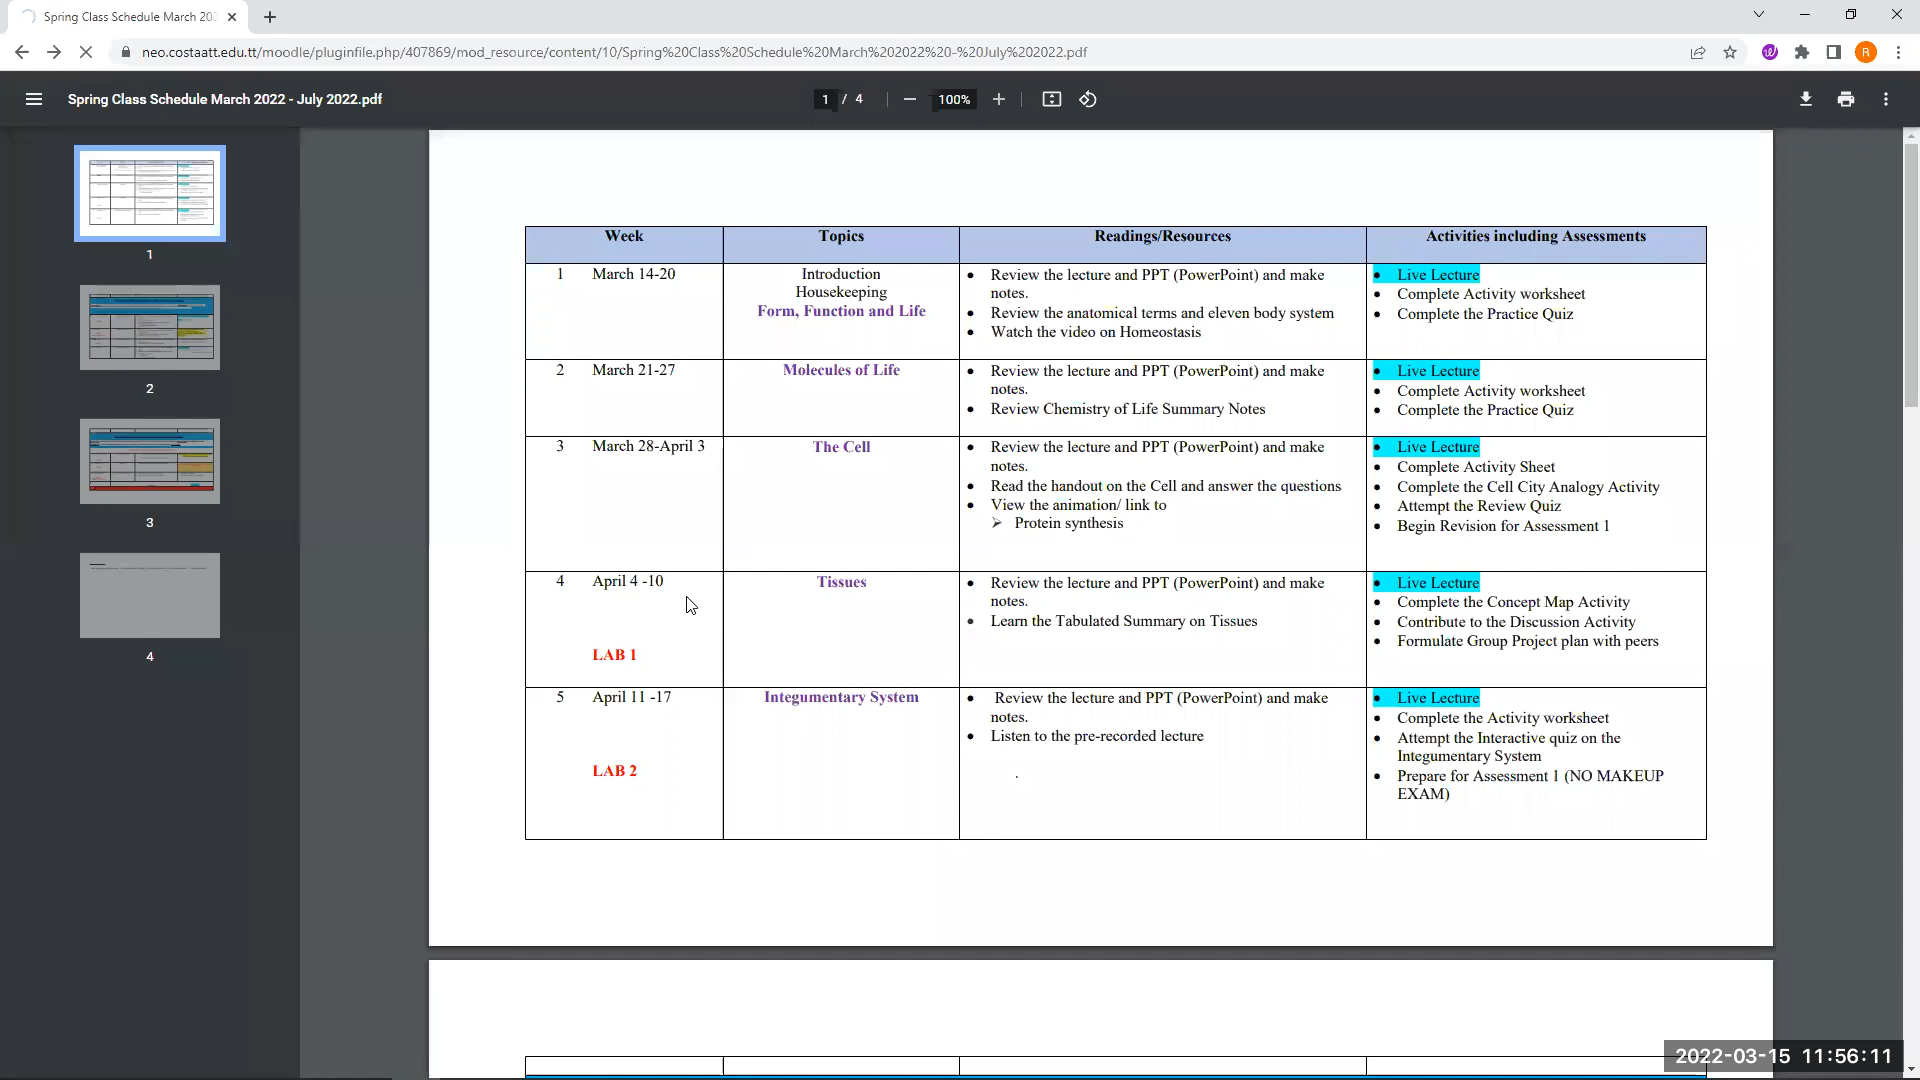 Spring Class Schedule March 202
neo.costaatt.edu.tt/moodle/pluginfile.php/407869/mod_resource/content/10/Spring%20Class%20Schedule%20March%202022%20-%20July%202022.pdf
R
Spring Class Schedule March 2022 - July 2022.pdf
1 / 4
100%
1
2
3
4
Week Topics Readings/Resources Activities including Assessments
1 March 14-20
Introduction
Housekeeping
Form, Function and Life
• Review the lecture and PPT (PowerPoint) and make
notes.
• Review the anatomical terms and eleven body system
• Watch the video on Homeostasis
• Live Lecture
• Complete Activity worksheet
• Complete the Practice Quiz
2 March 21-27
Molecules of Life
• Review the lecture and PPT (PowerPoint) and make
notes.
• Review Chemistry of Life Summary Notes
• Live Lecture
• Complete Activity worksheet
• Complete the Practice Quiz
3 March 28-April 3
The Cell
• Review the lecture and PPT (PowerPoint) and make
notes.
• Read the handout on the Cell and answer the questions
• View the animation/ link to
➢ Protein synthesis
• Live Lecture
• Complete Activity Sheet
• Complete the Cell City Analogy Activity
• Attempt the Review Quiz
• Begin Revision for Assessment 1
4 April 4 -10
LAB 1
Tissues
• Review the lecture and PPT (PowerPoint) and make
notes.
• Learn the Tabulated Summary on Tissues
• Live Lecture
• Complete the Concept Map Activity
• Contribute to the Discussion Activity
• Formulate Group Project plan with peers
5 April 11 -17
LAB 2
Integumentary System
• Review the lecture and PPT (PowerPoint) and make
notes.
• Listen to the pre-recorded lecture
.
• Live Lecture
• Complete the Activity worksheet
• Attempt the Interactive quiz on the
Integumentary System
• Prepare for Assessment 1 (NO MAKEUP
EXAM)
2022-03-15 11:56:11